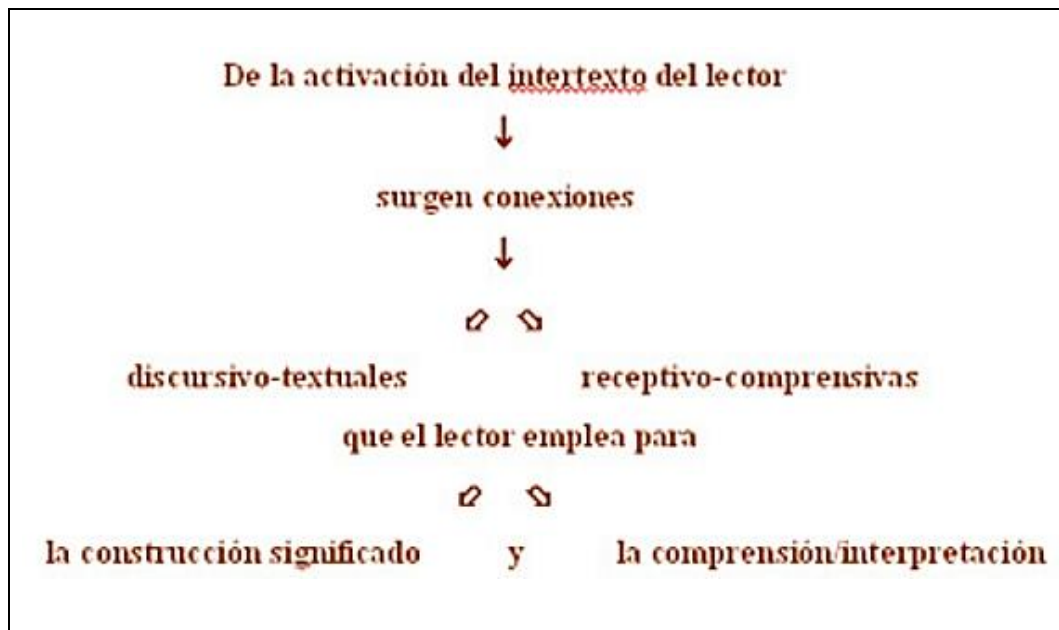 De la activación del intertexto del lector
↓
surgen conexiones
↓
discursivo-textuales receptivo-comprensivas
que el lector emplea para
la construcción significado y la comprensión/interpretación